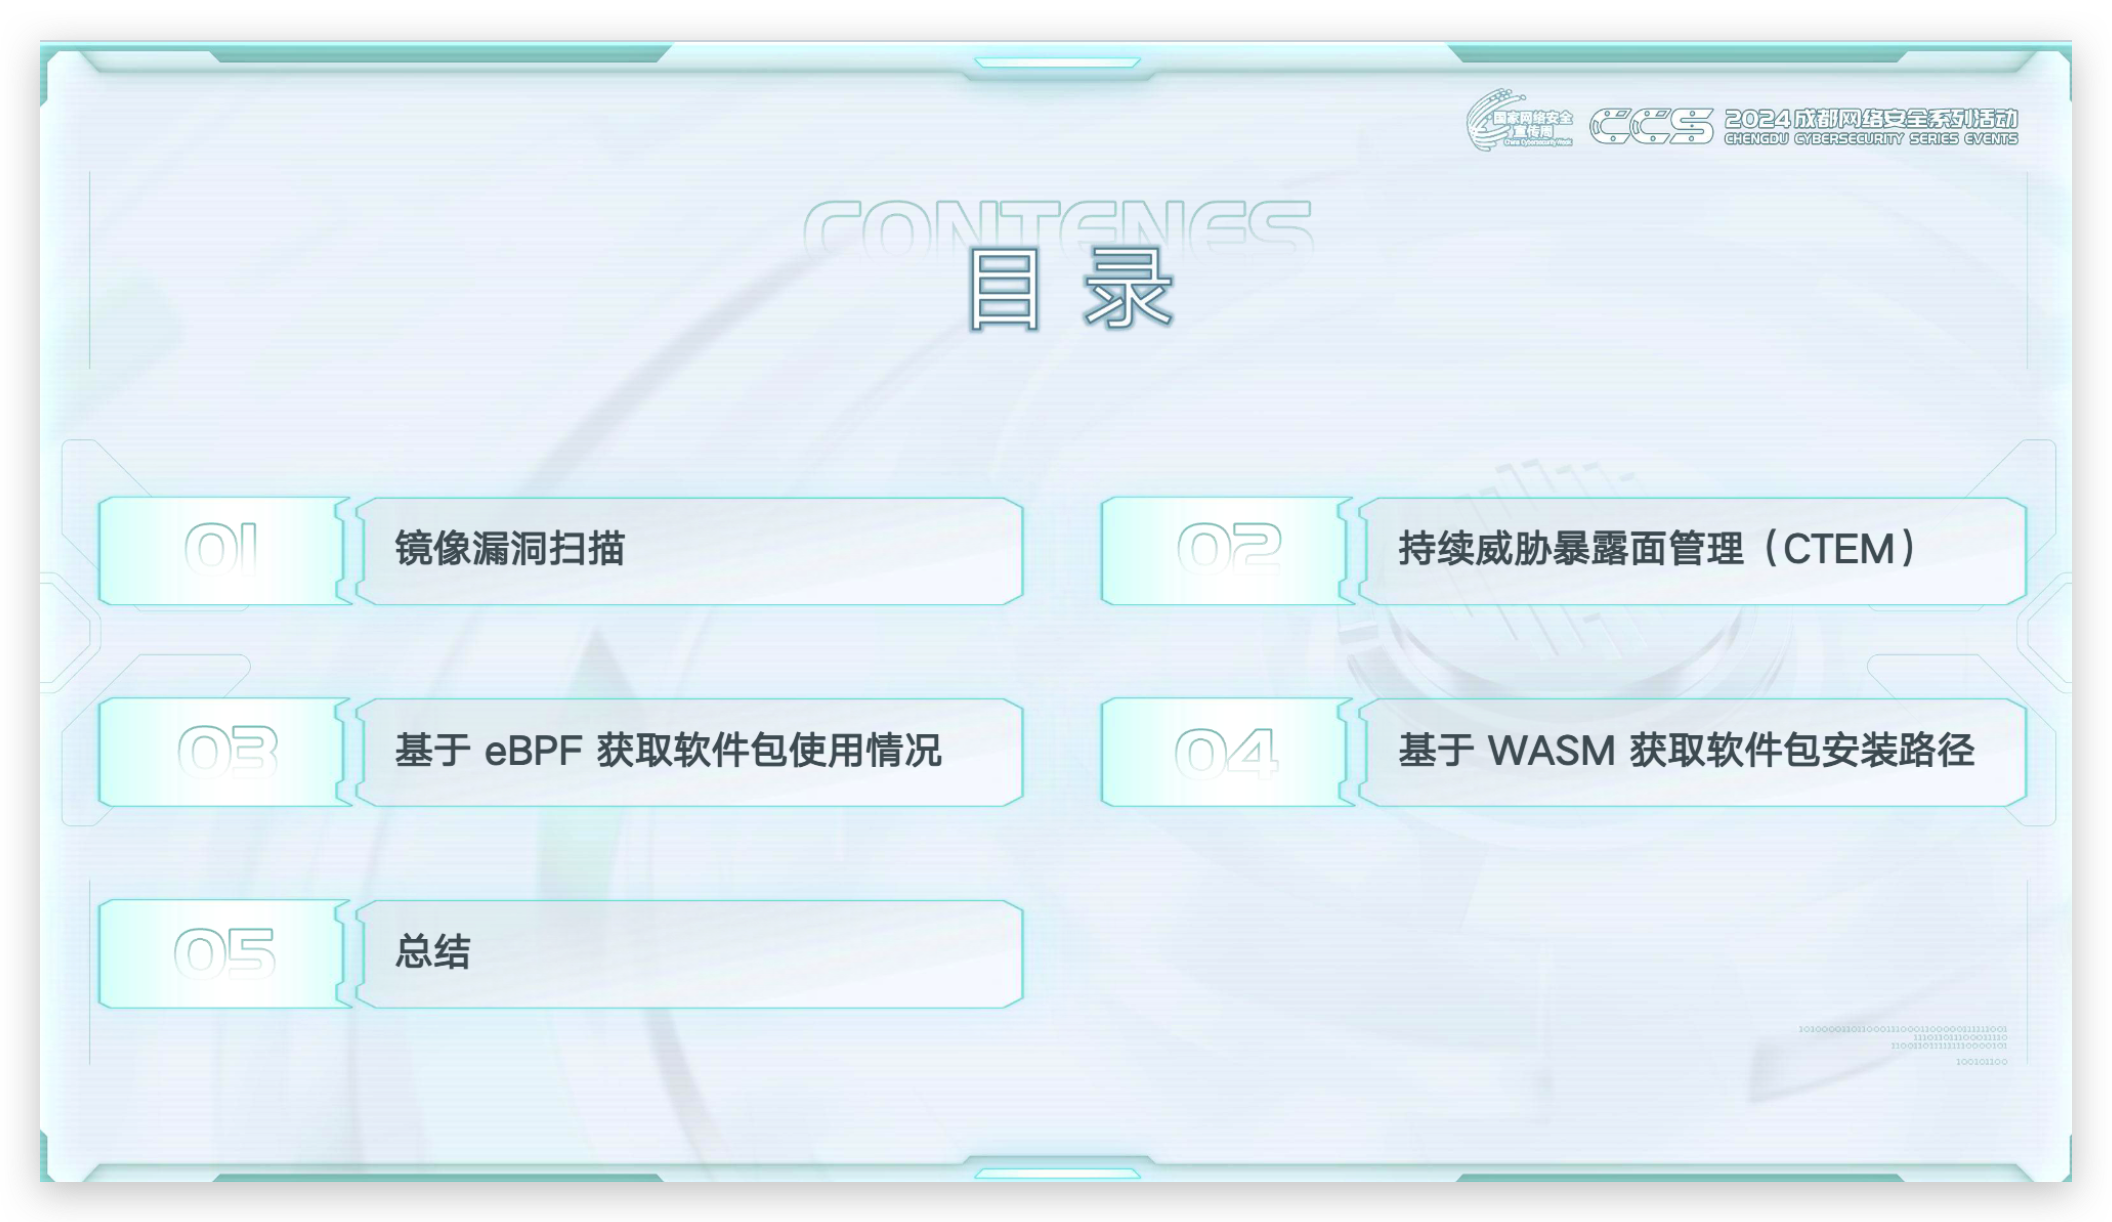 国家网络安全
宣传周
China Cybersecurity Week
CCS
2024成都网络安全系列活动
CHENGDU CYBERSECURITY SERIES EVENTS
CONTENES
目录
01
镜像漏洞扫描
02
持续威胁暴露面管理（CTEM）
03
基于 eBPF 获取软件包使用情况
04
基于 WASM 获取软件包安装路径
05
总结
100101100